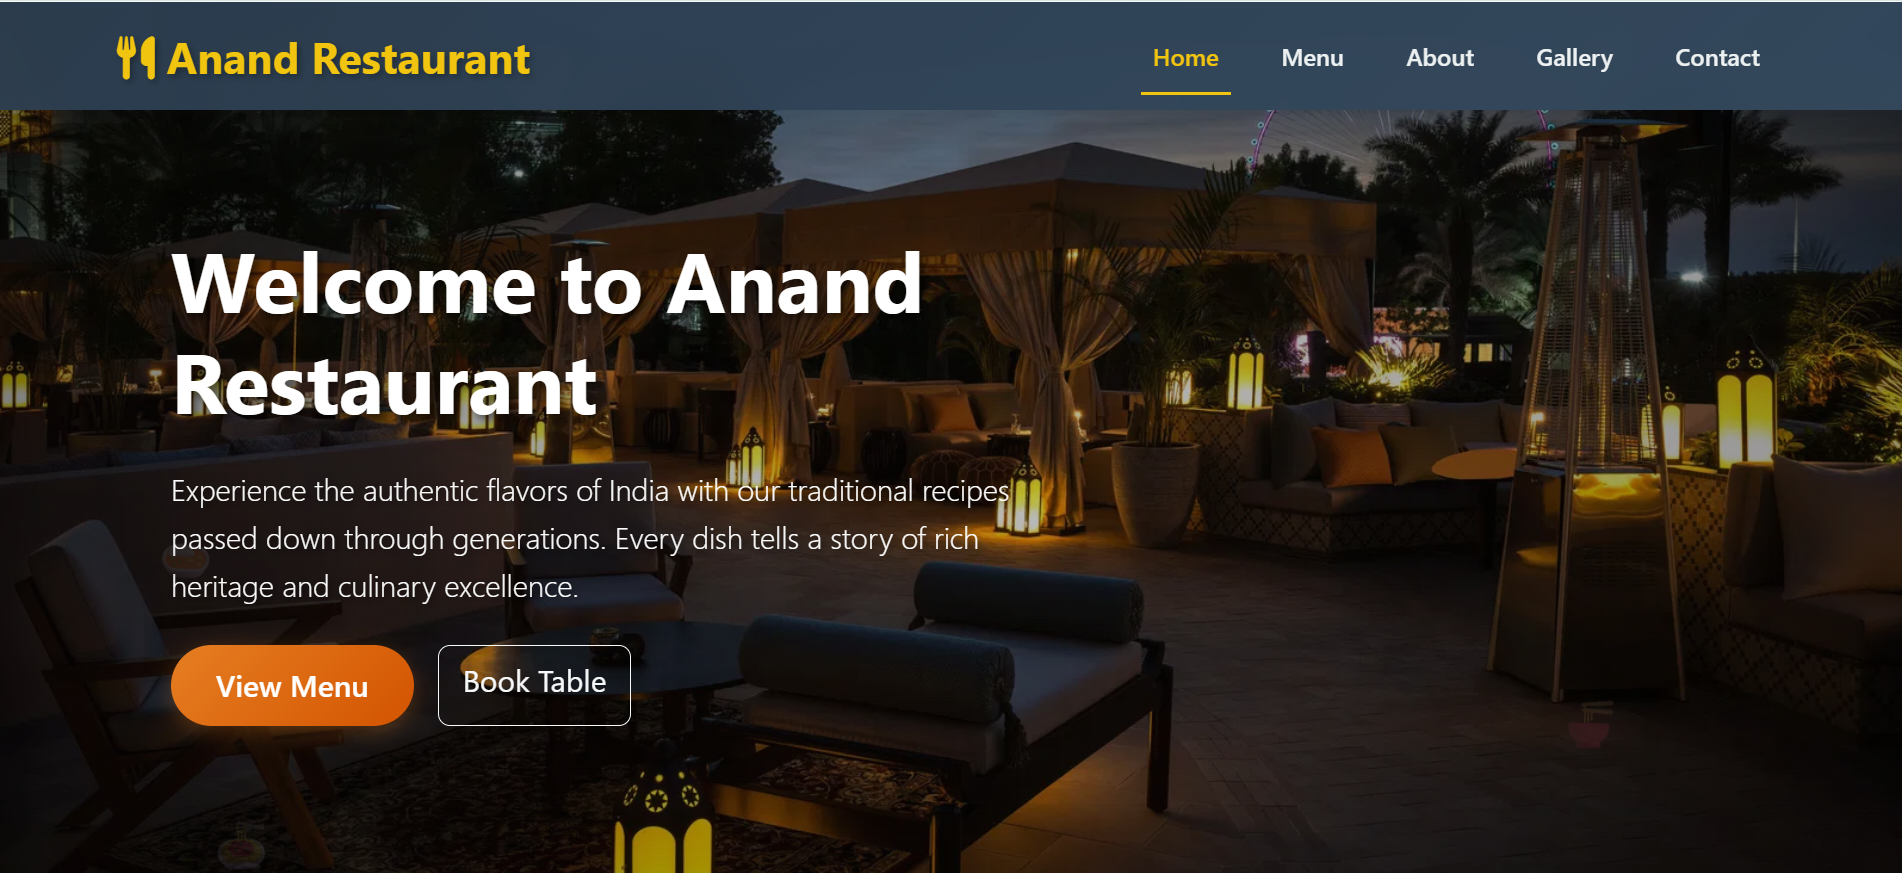 Anand Restaurant
Home Menu About Gallery Contact
Welcome to Anand
Restaurant
Experience the authentic flavors of India with our traditional recipes
passed down through generations. Every dish tells a story of rich
heritage and culinary excellence.
View Menu Book Table